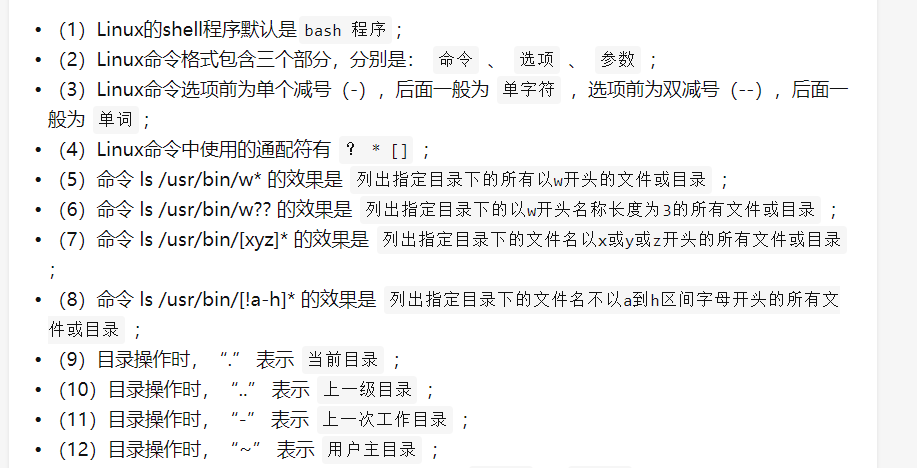 • （1）Linux的shell程序默认是 bash 程序 ；
• （2）Linux命令格式包含三个部分，分别是： 命令 、 选项 、 参数 ；
• （3）Linux命令选项前为单个减号（-），后面一般为 单字符 ，选项前为双减号（--），后面一
般为 单词 ；
• （4）Linux命令中使用的通配符有 ？ * [] ；
• （5）命令 ls /usr/bin/w* 的效果是 列出指定目录下的所有以w开头的文件或目录 ；
• （6）命令 ls /usr/bin/w?? 的效果是 列出指定目录下的以w开头名称长度为3的所有文件或目录 ；
• （7）命令 ls /usr/bin/[xyz]* 的效果是 列出指定目录下的文件名以x或y或z开头的所有文件或目录
；
• （8）命令 ls /usr/bin/[!a-h]* 的效果是 列出指定目录下的文件名不以a到h区间字母开头的所有文
件或目录 ；
• （9）目录操作时，“.” 表示 当前目录 ；
• （10）目录操作时，“..” 表示 上一级目录 ；
• （11）目录操作时，“-” 表示 上一次工作目录 ；
• （12）目录操作时，“~” 表示 用户主目录 ；